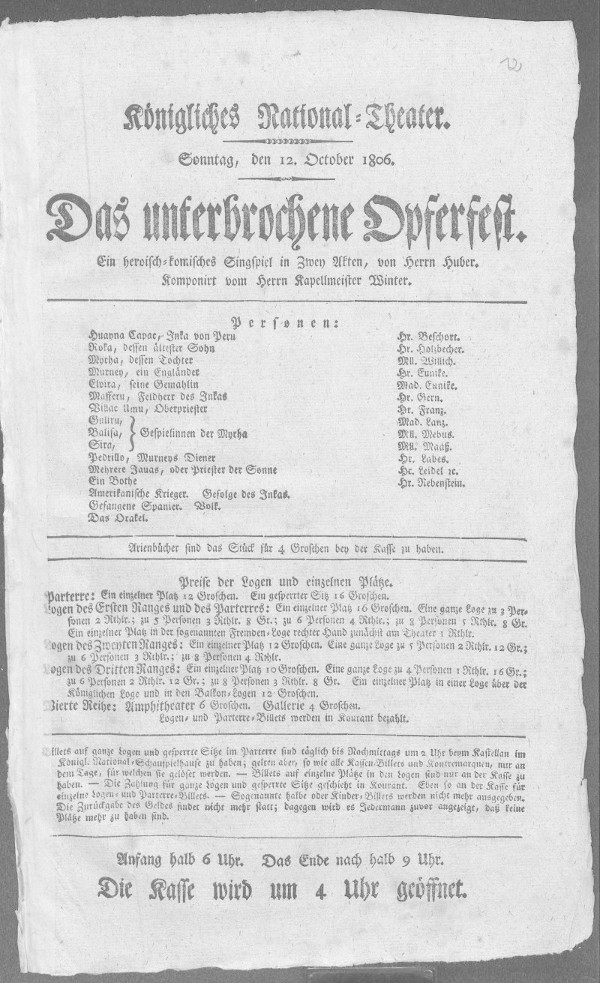 12
Königliches National-Theater.
Sonntag, den 12. October 1806.
Das unterbrochene Opferfest.
Ein heroisch-komisches Singspiel in Zwey Akten, von Herrn Huber.
Komponirt vom Herrn Kapellmeister Winter.
Personen:
Huayna Capac, Inka von Peru Hr. Beschort.
Roka, dessen ältester Sohn Hr. Holzbecher.
Myrha, dessen Tochter Mll. Willich.
Murney, ein Engländer Hr. Eunike.
Elvira, seine Gemahlin Mad. Eunike.
Mafferu, Feldherr des Inkas Hr. Gern.
Villac Umu, Oberpriester Hr. Franz.
Guliru, Mad. Lanz.
Balisa, } Gespielinnen der Myrha Mll. Mebus.
Sira, Mll. Maaß.
Pedrillo, Murneys Diener Hr. Labes.
Mehrere Jauas, oder Priester der Sonne Hr. Leidel ꝛc.
Ein Bothe Hr. Rebenstein.
Amerikanische Krieger. Gefolge des Inkas.
Gefangene Spanier. Volk.
Das Orakel.
Arienbücher sind das Stück für 4 Groschen bey der Kasse zu haben.
Preise der Logen und einzelnen Plätze.
Parterre: Ein einzelner Platz 12 Groschen. Ein gesperrter Sitz 16 Groschen.
Logen des Ersten Ranges und des Parterres: Ein einzelner Platz 16 Groschen. Eine ganze Loge zu 3 Per-
sonen 2 Rthlr.; zu 5 Personen 3 Rthlr. 8 Gr.; zu 6 Personen 4 Rthlr.; zu 8 Personen 5 Rthlr. 8 Gr.
Ein einzelner Platz in der sogenannten Fremden-Loge rechter Hand zunächst am Theater 1 Rthlr.
Logen des Zweyten Ranges: Ein einzelner Platz 12 Groschen. Eine ganze Loge zu 5 Personen 2 Rthlr. 12 Gr.;
zu 6 Personen 3 Rthlr.; zu 8 Personen 4 Rthlr.
Logen des Dritten Ranges: Ein einzelner Platz 10 Groschen. Eine ganze Loge zu 4 Personen 1 Rthlr. 16 Gr.;
zu 6 Personen 2 Rthlr. 12 Gr.; zu 8 Personen 3 Rthlr. 8 Gr. Ein einzelner Platz in einer Loge über der
Königlichen Loge und in den Balkon-Logen 12 Groschen.
Vierte Reihe: Amphitheater 6 Groschen. Gallerie 4 Groschen.
Logen- und Parterre-Billets werden in Kourant bezahlt.
Billets auf ganze Logen und gesperrte Sitze im Parterre sind täglich bis Nachmittags um 2 Uhr beym Kastellan im
Königl. National-Schauspielhause zu haben; gelten aber, so wie alle Kassen-Billets und Kontremarquen, nur an
dem Tage, für welchen sie gelöset werden. — Billets auf einzelne Plätze in den Logen sind nur an der Kasse zu
haben. — Die Zahlung für ganze Logen und gesperrte Sitze geschieht in Kourant. Eben so an der Kasse für
einzelne Logen- und Parterre-Billets. — Sogenannte halbe oder Kinder-Billets werden nicht mehr ausgegeben.
Die Zurückgabe des Geldes findet nicht mehr statt; dagegen wird es Jedermann zuvor angezeigt, daß keine
Plätze mehr zu haben sind.
Anfang halb 6 Uhr. Das Ende nach halb 9 Uhr.
Die Kasse wird um 4 Uhr geöffnet.